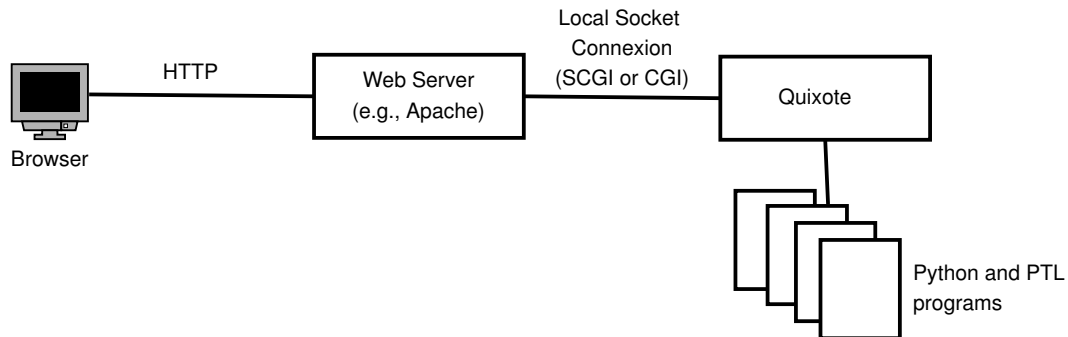 Local Socket
Connexion
(SCGI or CGI)
HTTP
Web Server
(e.g., Apache)
Quixote
Browser
Python and PTL
programs